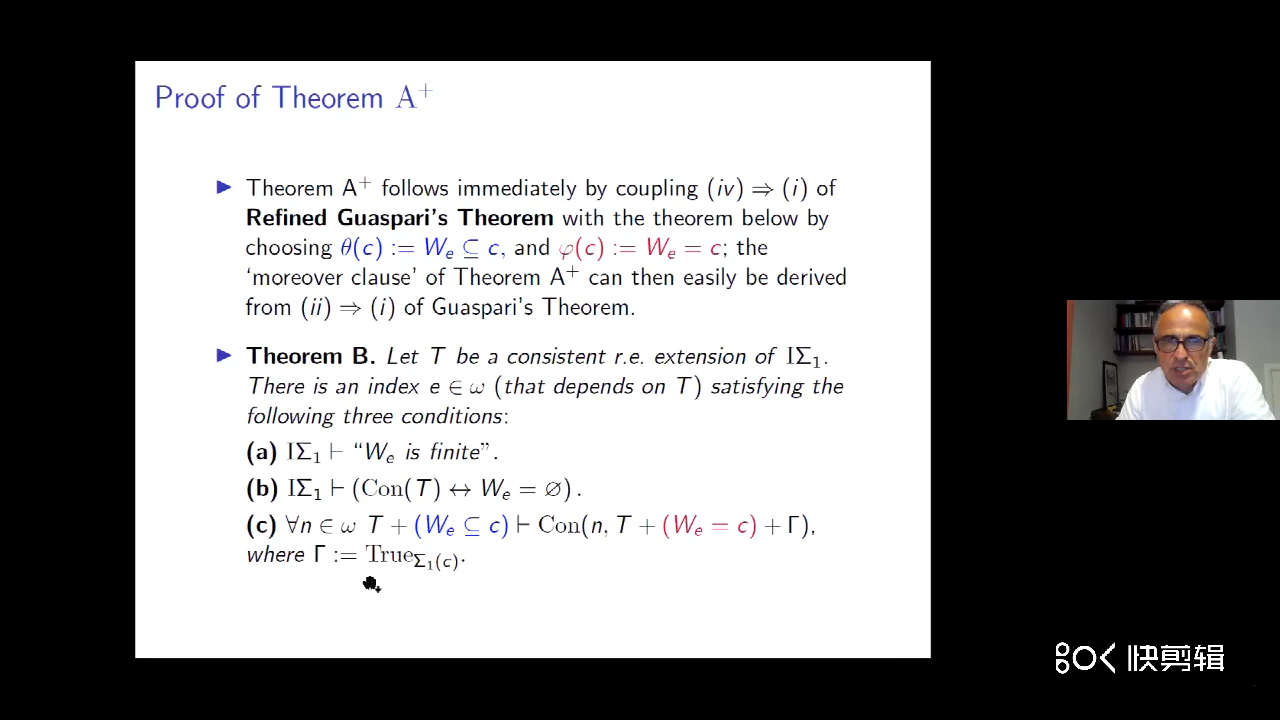 Proof of Theorem A⁺
▶ Theorem A⁺ follows immediately by coupling (iv) ⇒ (i) of
Refined Guaspari's Theorem with the theorem below by
choosing θ(c) := Wₑ ⊆ c, and φ(c) := Wₑ = c; the
‘moreover clause’ of Theorem A⁺ can then easily be derived
from (ii) ⇒ (i) of Guaspari's Theorem.
▶ Theorem B. Let T be a consistent r.e. extension of IΣ₁.
There is an index e ∈ ω (that depends on T) satisfying the
following three conditions:
(a) IΣ₁ ⊢ “Wₑ is finite”.
(b) IΣ₁ ⊢ (Con(T) ↔ Wₑ = ∅).
(c) ∀n ∈ ω T + (Wₑ ⊆ c) ⊢ Con(n, T + (Wₑ = c) + Γ),
where Γ := True_Σ₁(c).
快剪辑